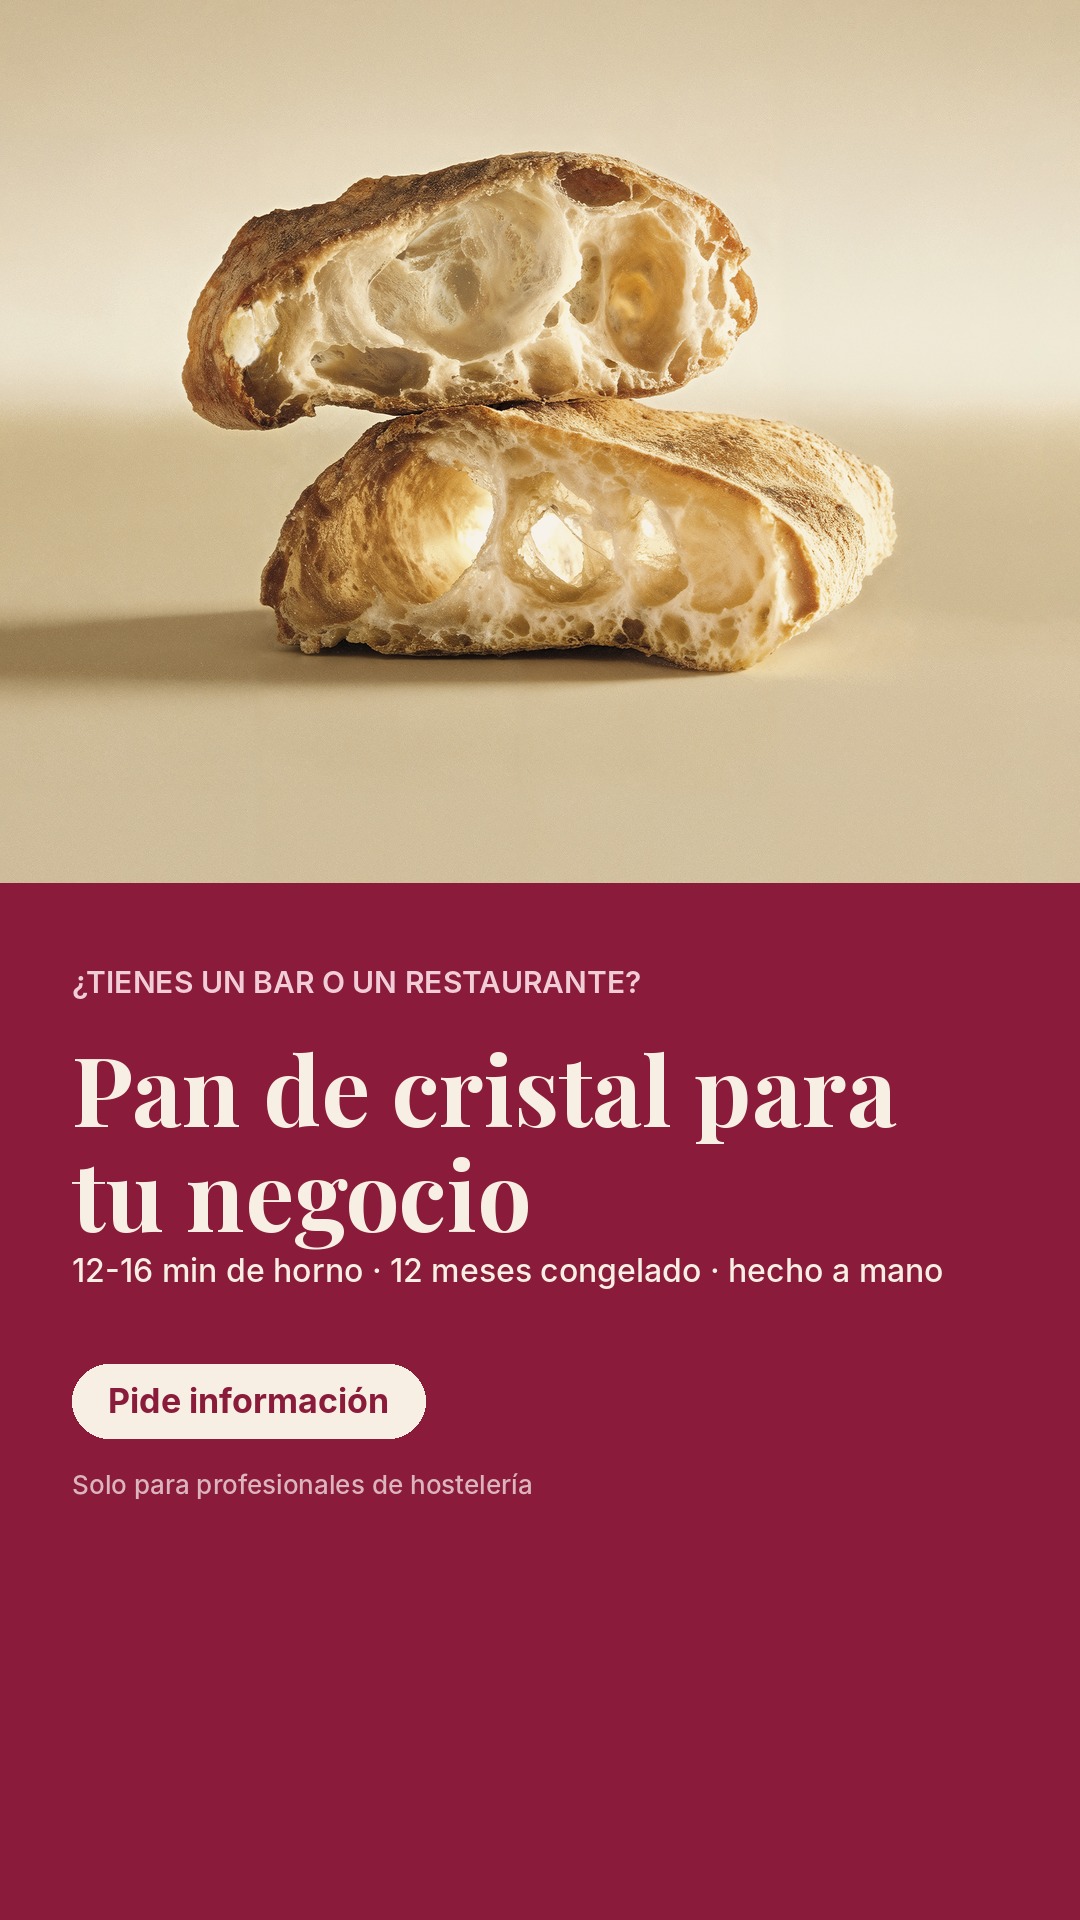 ¿TIENES UN BAR O UN RESTAURANTE?
Pan de cristal para
tu negocio
12-16 min de horno · 12 meses congelado · hecho a mano
Pide información
Solo para profesionales de hostelería